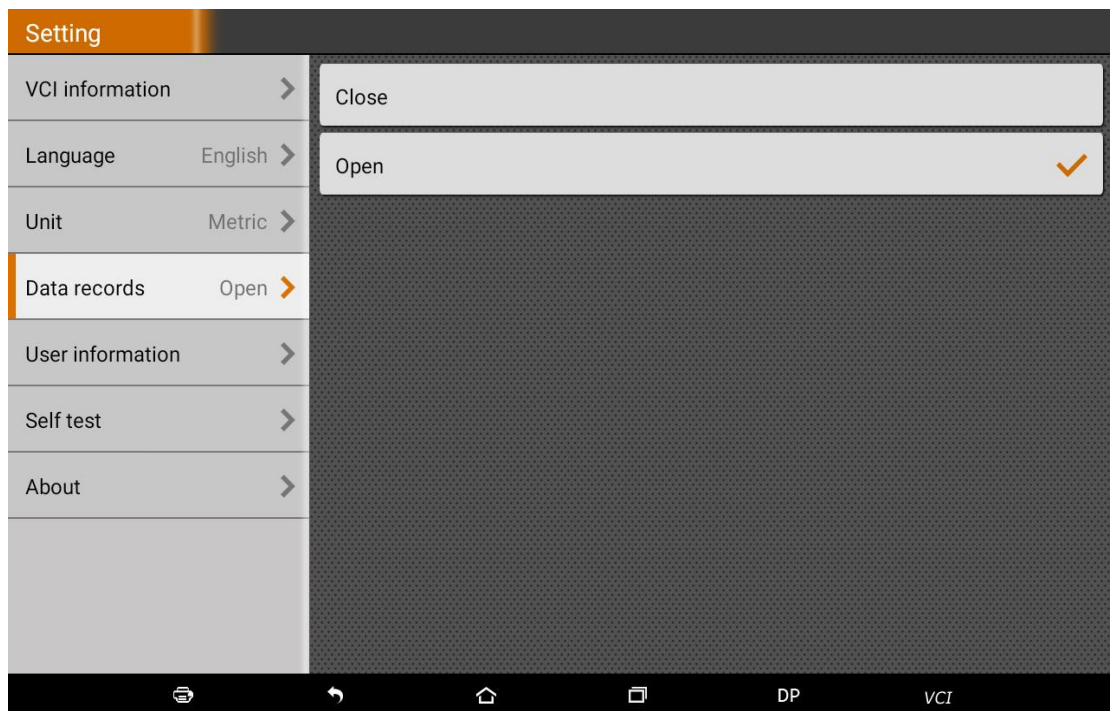 Setting
VCI information
Language English
Unit Metric
Data records Open
User information
Self test
About
Close
Open
DP VCI